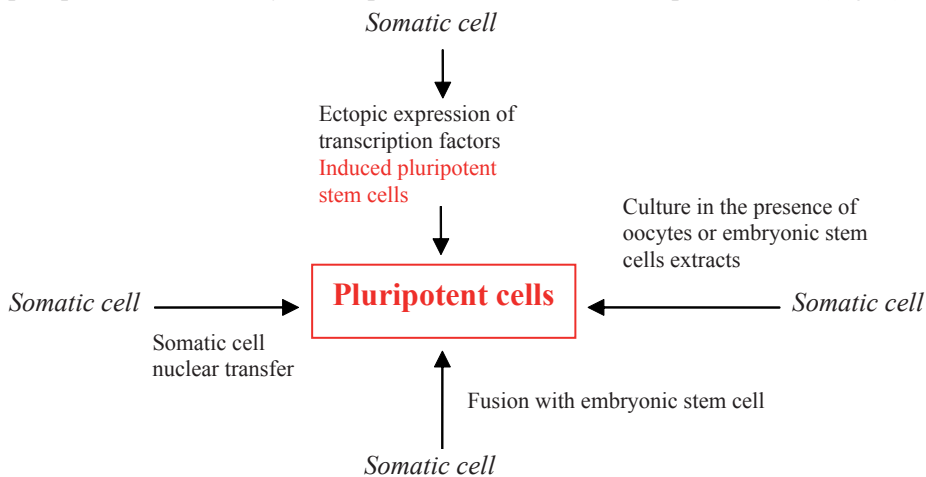 Somatic cell
Ectopic expression of
transcription factors
Induced pluripotent
stem cells
Culture in the presence of
oocytes or embryonic stem
cells extracts
Somatic cell
Pluripotent cells
Somatic cell
Somatic cell
nuclear transfer
Fusion with embryonic stem cell
Somatic cell